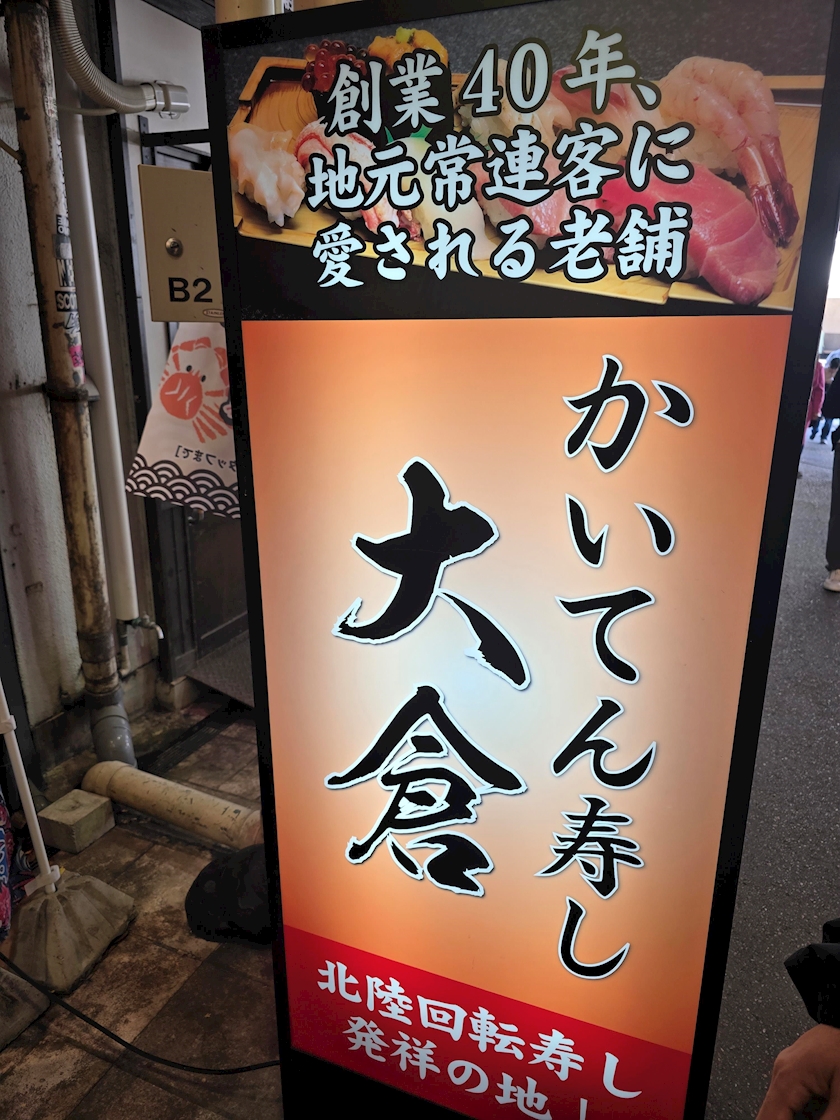 創業40年、
地元常連客に
愛される老舗
かいてん寿し
大倉
北陸回転寿し
発祥の地
B2